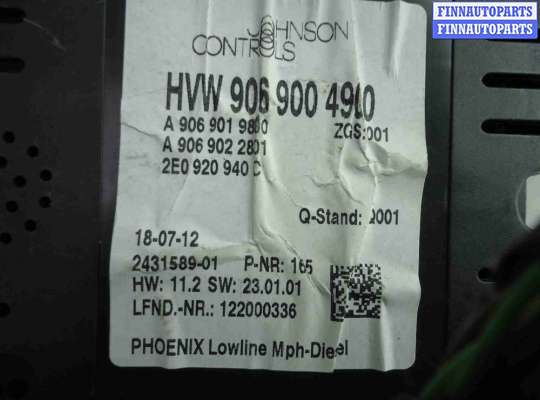 FINNAUTOPARTS
FINNAUTOPARTS
JOHNSON
CONTROLS
HVW 906 900 4900
A 906 901 9800 ZGS:001
A 906 902 2801
2E0 920 940 C
Q-Stand: Q001
18-07-12
2431589-01 P-NR: 165
HW: 11.2 SW: 23.01.01
LFND.-NR.: 122000336
PHOENIX Lowline Mph-Diesel